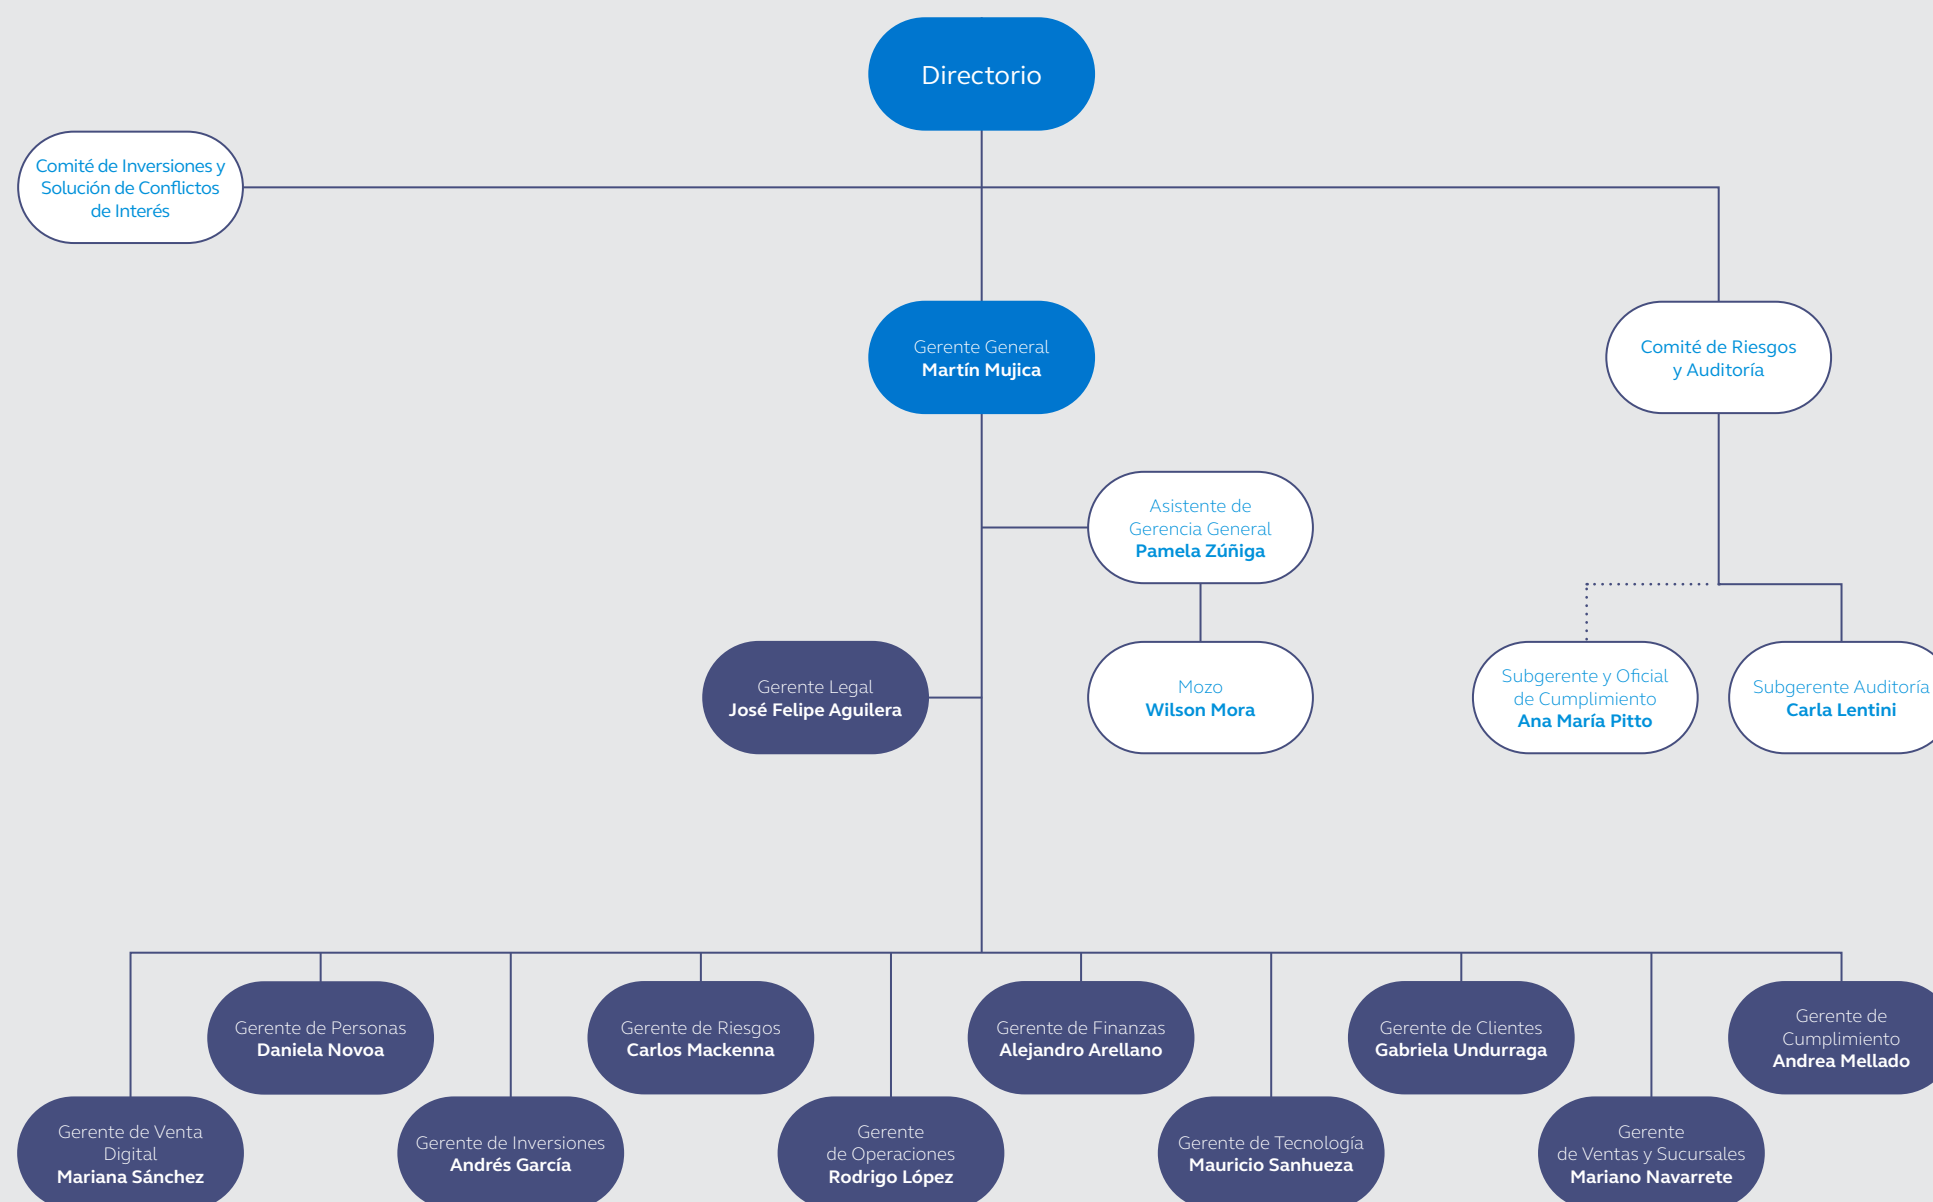 Directorio
Comité de Inversiones y
Solución de Conflictos
de Interés
Gerente General
Martín Mujica
Comité de Riesgos
y Auditoría
Asistente de
Gerencia General
Pamela Zúñiga
Gerente Legal
José Felipe Aguilera
Mozo
Wilson Mora
Subgerente y Oficial
de Cumplimiento
Ana María Pitto
Subgerente Auditoría
Carla Lentini
Gerente de Personas
Daniela Novoa
Gerente de Riesgos
Carlos Mackenna
Gerente de Finanzas
Alejandro Arellano
Gerente de Clientes
Gabriela Undurraga
Gerente de
Cumplimiento
Andrea Mellado
Gerente de Venta
Digital
Mariana Sánchez
Gerente de Inversiones
Andrés García
Gerente
de Operaciones
Rodrigo López
Gerente de Tecnología
Mauricio Sanhueza
Gerente
de Ventas y Sucursales
Mariano Navarrete